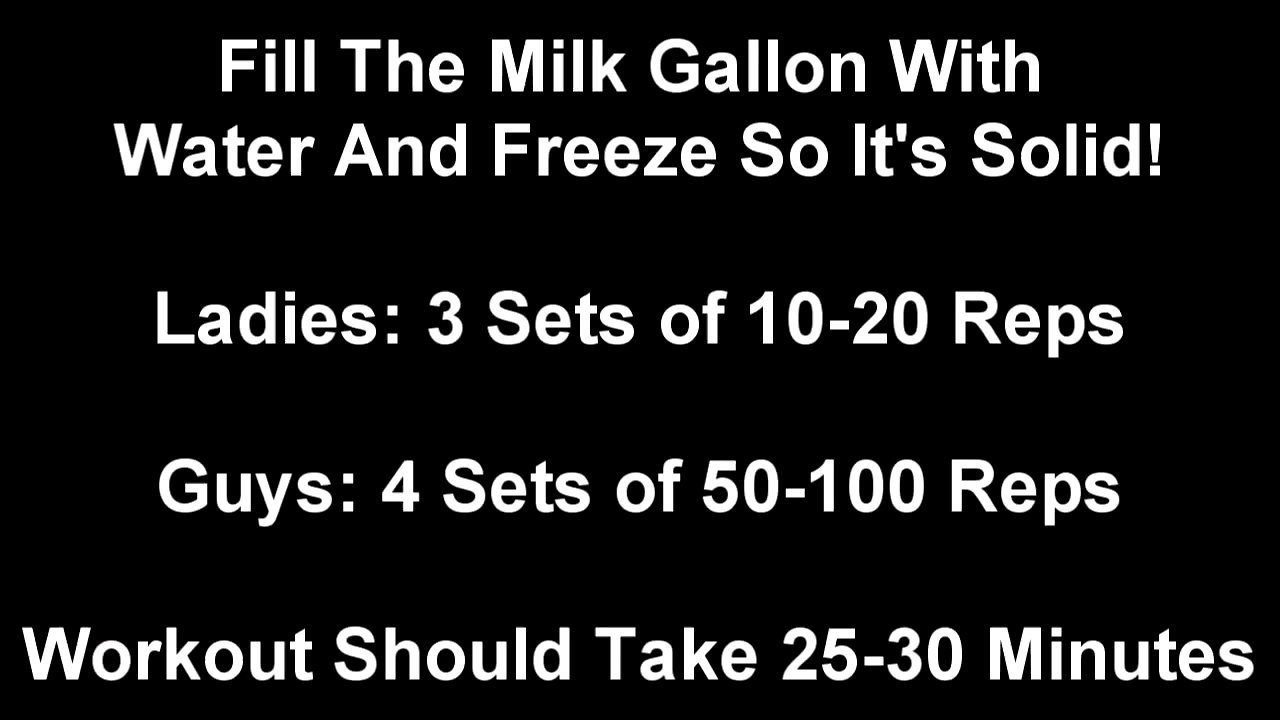 Fill The Milk Gallon With
Water And Freeze So It's Solid!
Ladies: 3 Sets of 10-20 Reps
Guys: 4 Sets of 50-100 Reps
Workout Should Take 25-30 Minutes